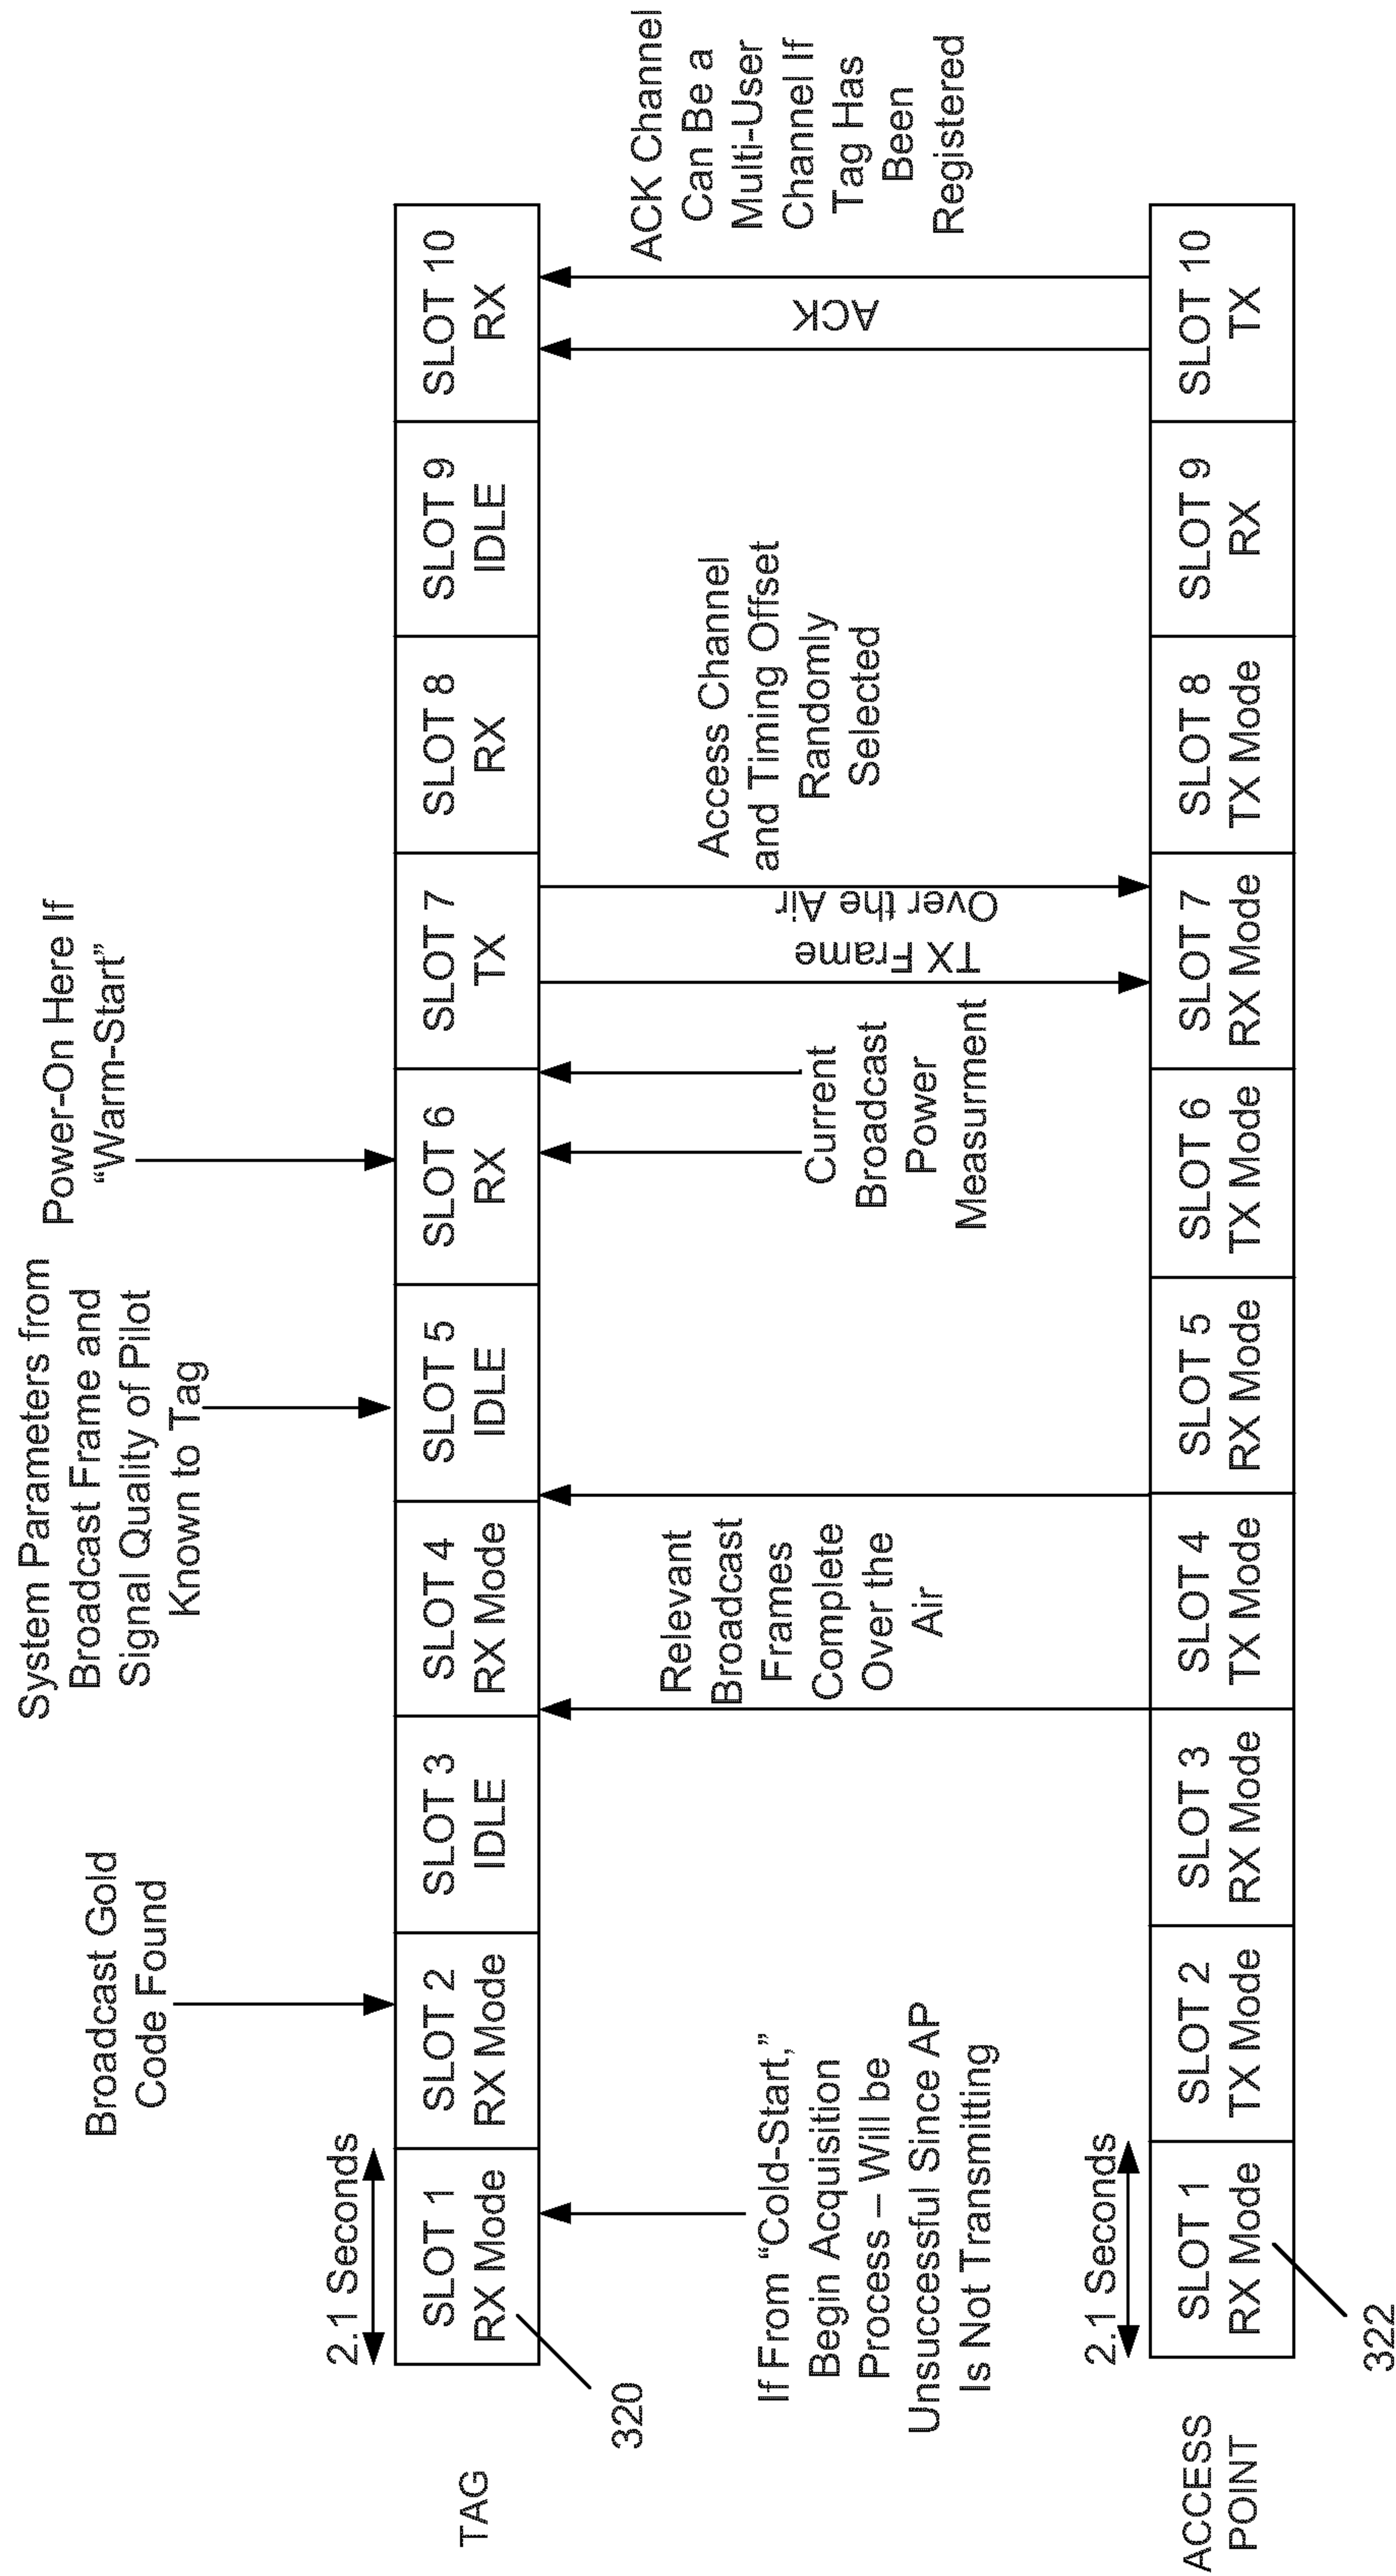 System Parameters from
Broadcast Frame and
Signal Quality of Pilot
Known to Tag
Power-On Here If
“Warm-Start”
Broadcast Gold
Code Found
2.1 Seconds
TAG
SLOT 1
RX Mode
SLOT 2
RX Mode
SLOT 3
IDLE
SLOT 4
RX Mode
SLOT 5
IDLE
SLOT 6
RX
SLOT 7
TX
SLOT 8
RX
SLOT 9
IDLE
SLOT 10
RX
320
If From “Cold-Start,”
Begin Acquisition
Process – Will be
Unsuccessful Since AP
Is Not Transmitting
Relevant
Broadcast
Frames
Complete
Over the
Air
Current
Broadcast
Power
Measurment
TX Frame
Over the Air
Access Channel
and Timing Offset
Randomly
Selected
ACK
ACK Channel
Can Be a
Multi-User
Channel If
Tag Has
Been
Registered
2.1 Seconds
ACCESS
POINT
SLOT 1
RX Mode
SLOT 2
TX Mode
SLOT 3
RX Mode
SLOT 4
TX Mode
SLOT 5
RX Mode
SLOT 6
TX Mode
SLOT 7
RX Mode
SLOT 8
TX Mode
SLOT 9
RX
SLOT 10
TX
322